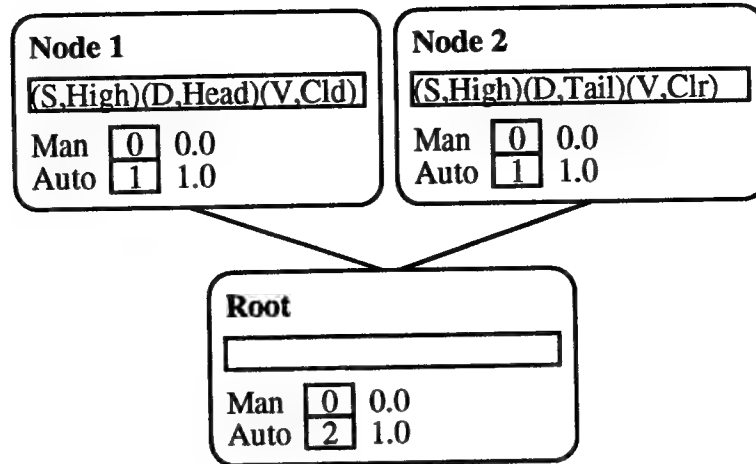 Node 1
(S,High)(D,Head)(V,Cld)
Man 0 0.0
Auto 1 1.0
Node 2
(S,High)(D,Tail)(V,Clr)
Man 0 0.0
Auto 1 1.0
Root
Man 0 0.0
Auto 2 1.0